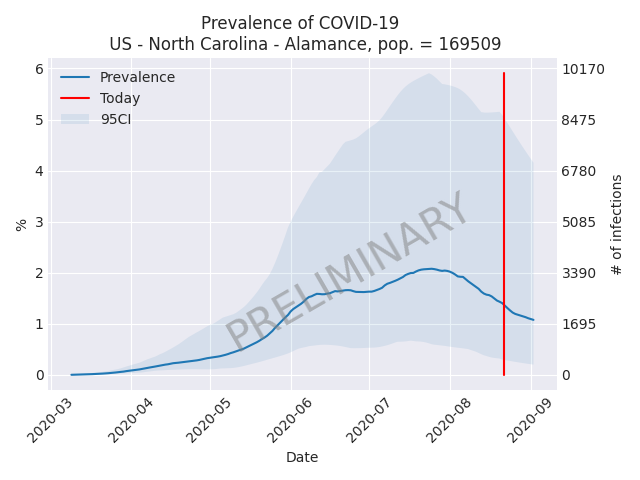 Prevalence of COVID-19
US - North Carolina - Alamance, pop. = 169509
Prevalence
Today
95CI
6
5
4
3
2
1
0
%
10170
8475
6780
5085
3390
1695
0
# of infections
PRELIMINARY
2020-03
2020-04
2020-05
2020-06
2020-07
2020-08
2020-09
Date